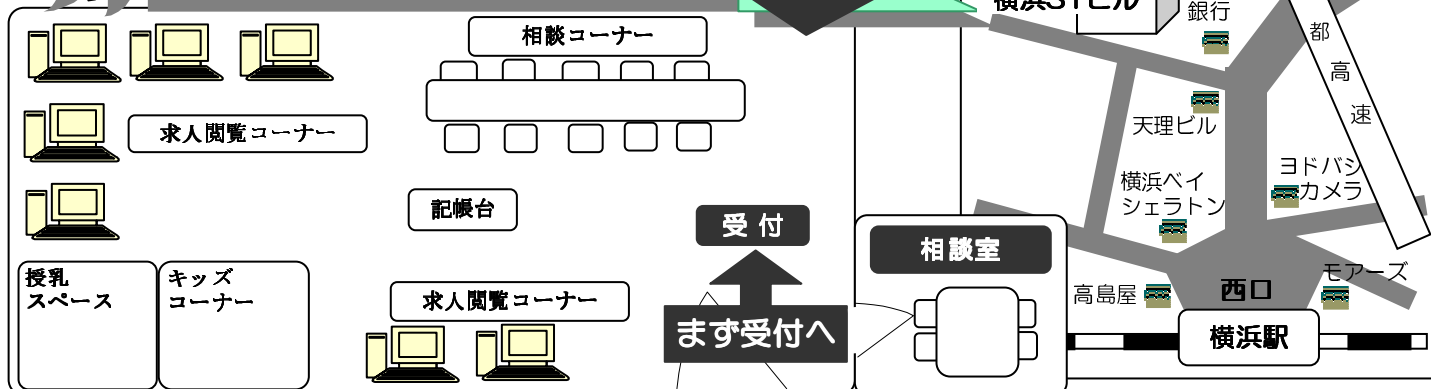 横浜STビル
銀行
相談コーナー
都
高
速
求人閲覧コーナー
天理ビル
ヨドバシ
カメラ
横浜ベイ
シェラトン
記帳台
受付
相談室
授乳
スペース
キッズ
コーナー
求人閲覧コーナー
まず受付へ
高島屋
西口
モアーズ
横浜駅